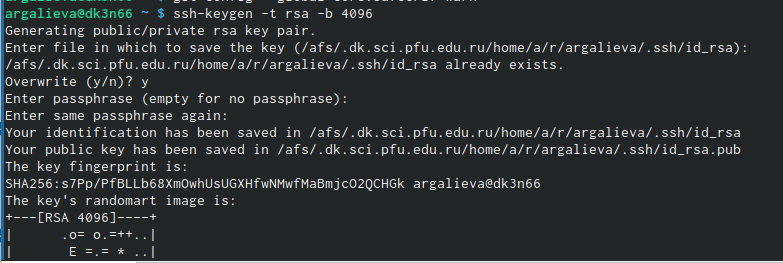 argalieva@dk3n66 ~ $ ssh-keygen -t rsa -b 4096
Generating public/private rsa key pair.
Enter file in which to save the key (/afs/.dk.sci.pfu.edu.ru/home/a/r/argalieva/.ssh/id_rsa):
/afs/.dk.sci.pfu.edu.ru/home/a/r/argalieva/.ssh/id_rsa already exists.
Overwrite (y/n)? y
Enter passphrase (empty for no passphrase):
Enter same passphrase again:
Your identification has been saved in /afs/.dk.sci.pfu.edu.ru/home/a/r/argalieva/.ssh/id_rsa
Your public key has been saved in /afs/.dk.sci.pfu.edu.ru/home/a/r/argalieva/.ssh/id_rsa.pub
The key fingerprint is:
SHA256:s7Pp/PfBLLb68XmOwhUsUGXHfwNMwfMaBmjcO2QCHGk argalieva@dk3n66
The key's randomart image is:
+---[RSA 4096]----+
|       .o= o.=++..|
|        E =.= * ..|